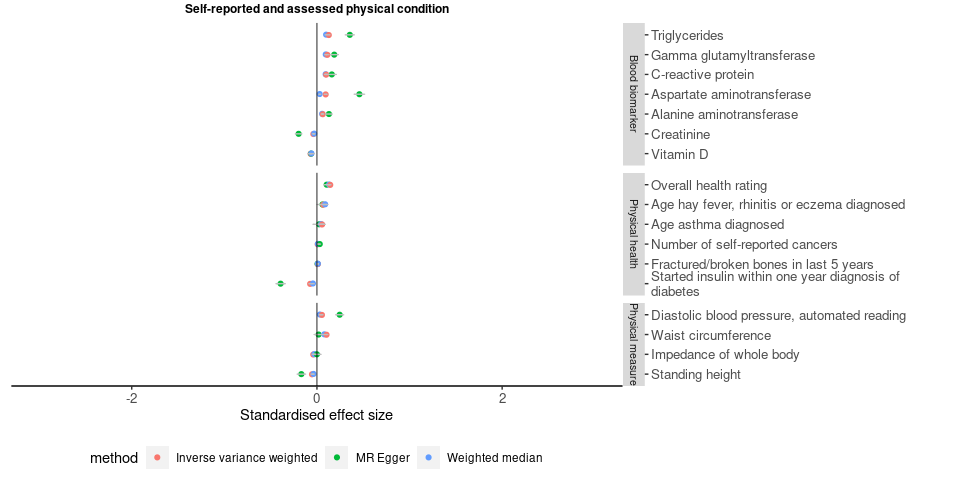 Self-reported and assessed physical condition
Blood biomarker
Triglycerides
Gamma glutamyltransferase
C-reactive protein
Aspartate aminotransferase
Alanine aminotransferase
Creatinine
Vitamin D
Physical health
Overall health rating
Age hay fever, rhinitis or eczema diagnosed
Age asthma diagnosed
Number of self-reported cancers
Fractured/broken bones in last 5 years
Started insulin within one year diagnosis of
diabetes
Physical measure
Diastolic blood pressure, automated reading
Waist circumference
Impedance of whole body
Standing height
-2 0 2
Standardised effect size
method Inverse variance weighted MR Egger Weighted median